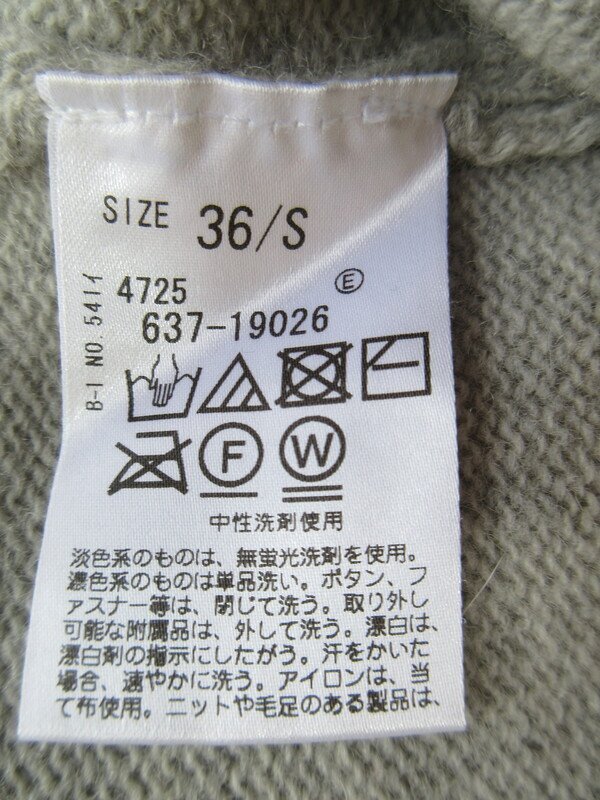 SIZE 36/S
B-I NO. 541イ
4725
Ⓔ
637-19026
F
W
中性洗剤使用
淡色系のものは、無蛍光洗剤を使用。
濃色系のものは単品洗い。ボタン、フ
ァスナー等は、閉じて洗う。取り外し
可能な附属品は、外して洗う。漂白は、
漂白剤の指示にしたがう。汗をかいた
場合、速やかに洗う。アイロンは、当
て布使用。ニットや毛足のある製品は、